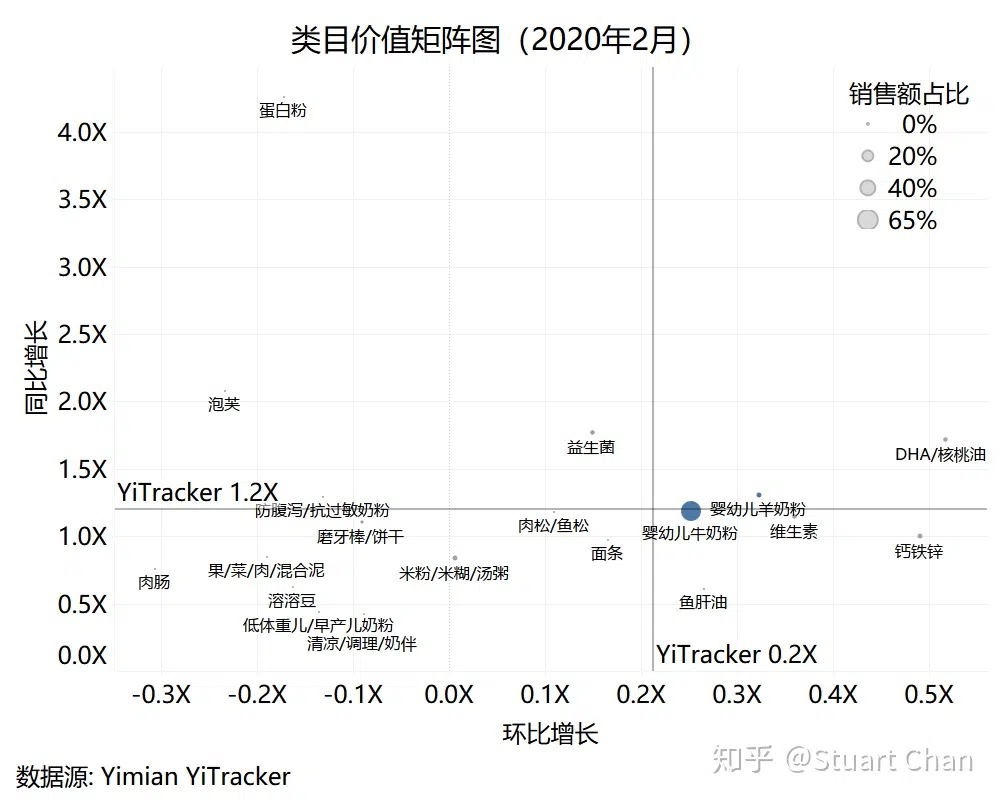 类目价值矩阵图（2020年2月）
销售额占比
0%
20%
40%
65%
同比增长
4.0X
3.5X
3.0X
2.5X
2.0X
1.5X
1.0X
0.5X
0.0X
蛋白粉
泡芙
益生菌
DHA/核桃油
YiTracker 1.2X
防腹泻/抗过敏奶粉
婴幼儿羊奶粉
磨牙棒/饼干
肉松/鱼松
婴幼儿牛奶粉
维生素
面条
钙铁锌
肉肠
果/菜/肉/混合泥
米粉/米糊/汤粥
溶溶豆
鱼肝油
低体重儿/早产儿奶粉
清凉/调理/奶伴
YiTracker 0.2X
-0.3X
-0.2X
-0.1X
0.0X
0.1X
0.2X
0.3X
0.4X
0.5X
环比增长
知乎 @Stuart Chan
数据源: Yimian YiTracker